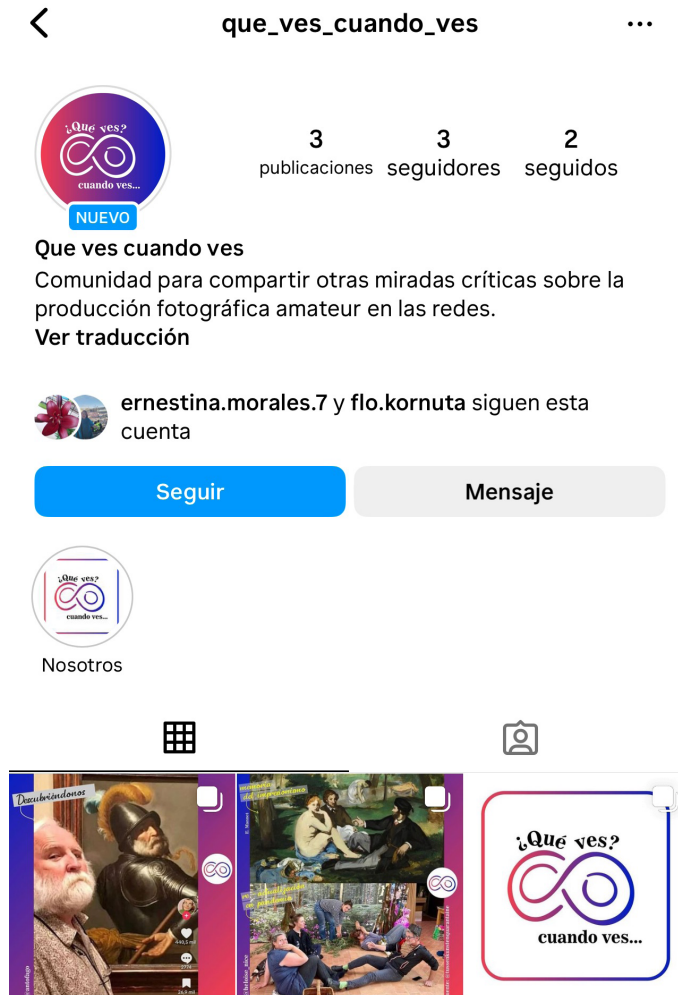 que_ves_cuando_ves
¿Qué ves?
cuando ves...
NUEVO
3
publicaciones
3
seguidores
2
seguidos
Que ves cuando ves
Comunidad para compartir otras miradas críticas sobre la
producción fotográfica amateur en las redes.
Ver traducción
ernestina.morales.7 y flo.kornuta siguen esta
cuenta
Seguir
Mensaje
¿Qué ves?
cuando ves...
Nosotros
Descubriéndonos
¿Qué ves?
cuando ves...